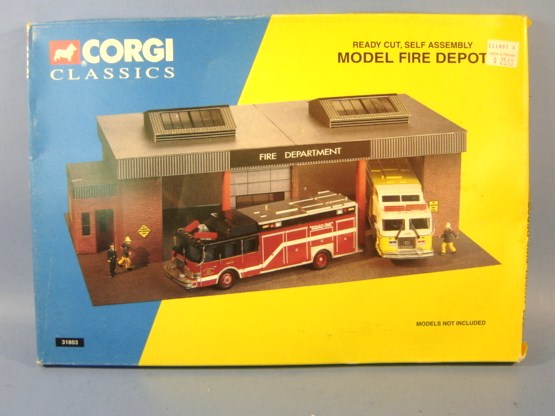 CORGI
CLASSICS
READY CUT, SELF ASSEMBLY
MODEL FIRE DEPOT
FIRE DEPARTMENT
MODELS NOT INCLUDED
31803